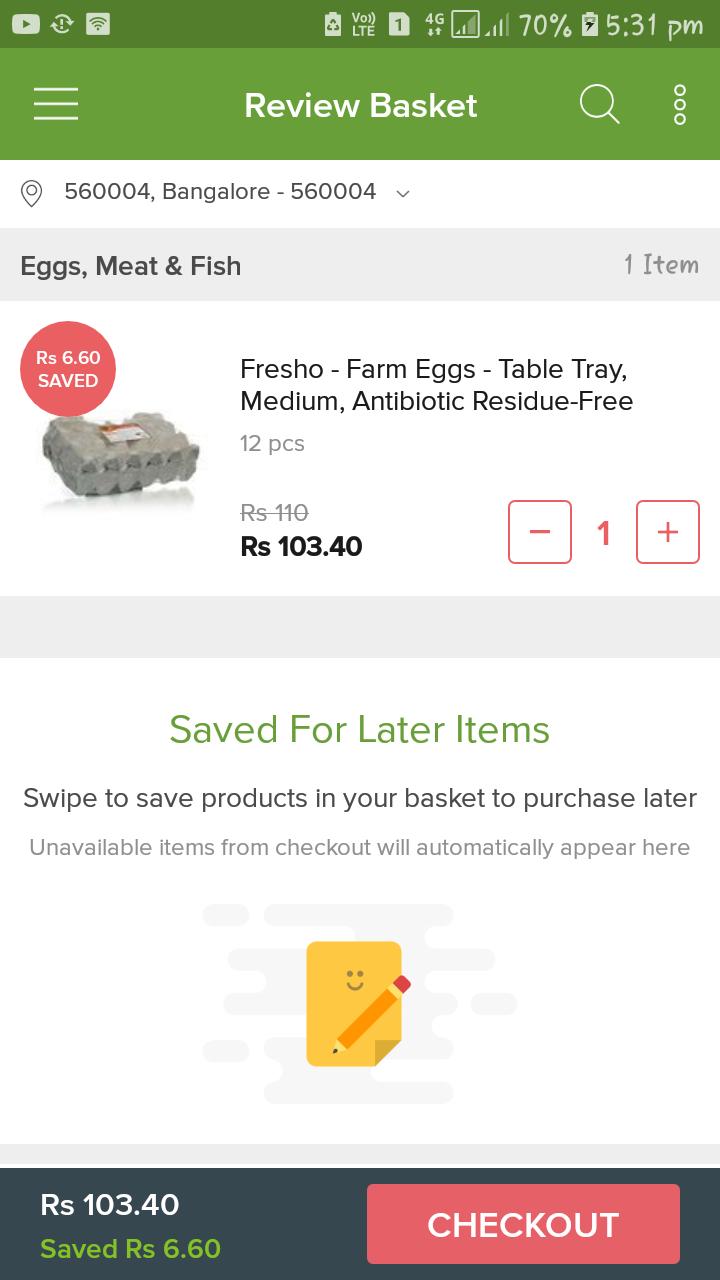 Vo)) LTE 1 4G 70% 5:31 pm
Review Basket
560004, Bangalore - 560004
Eggs, Meat & Fish 1 Item
Rs 6.60
SAVED
Fresho - Farm Eggs - Table Tray,
Medium, Antibiotic Residue-Free
12 pcs
Rs 110
Rs 103.40
1
Saved For Later Items
Swipe to save products in your basket to purchase later
Unavailable items from checkout will automatically appear here
Rs 103.40
Saved Rs 6.60
CHECKOUT